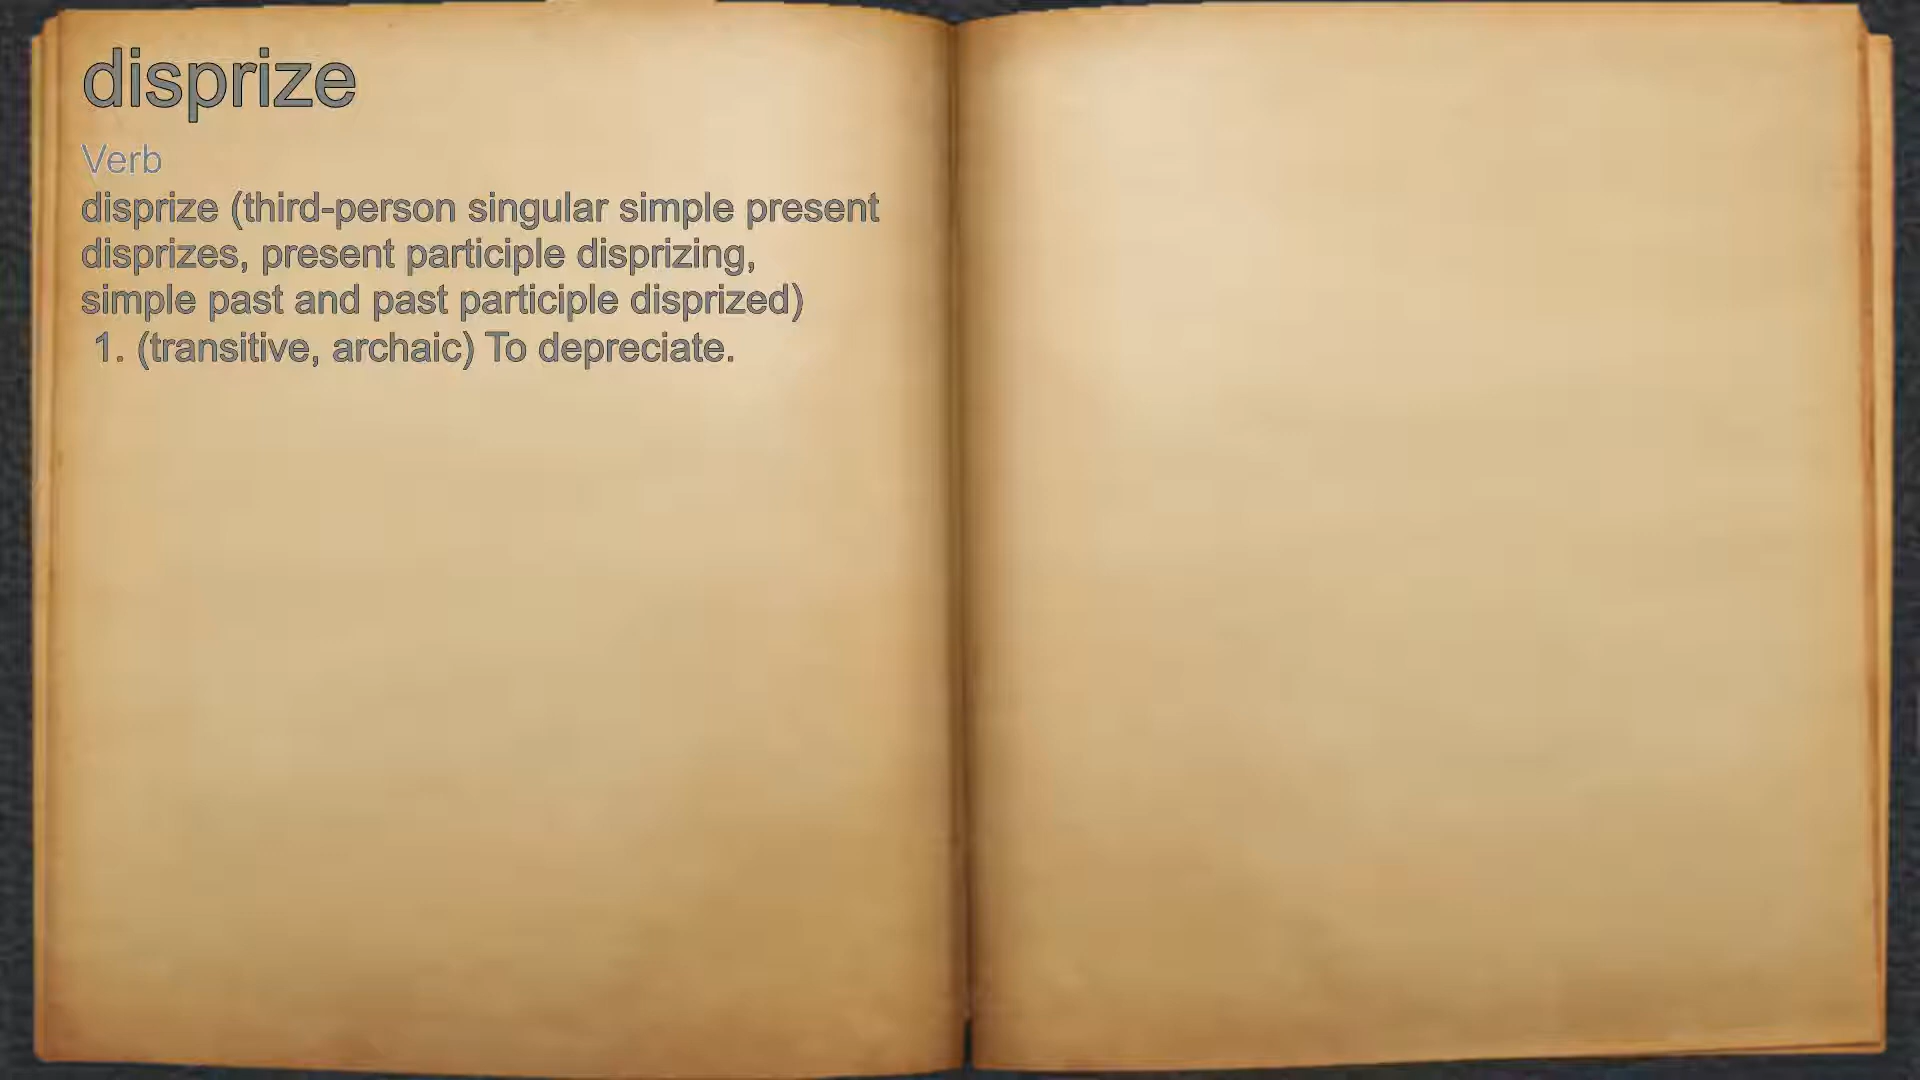 disprize
Verb
disprize (third-person singular simple present
disprizes, present participle disprizing,
simple past and past participle disprized)
1. (transitive, archaic) To depreciate.